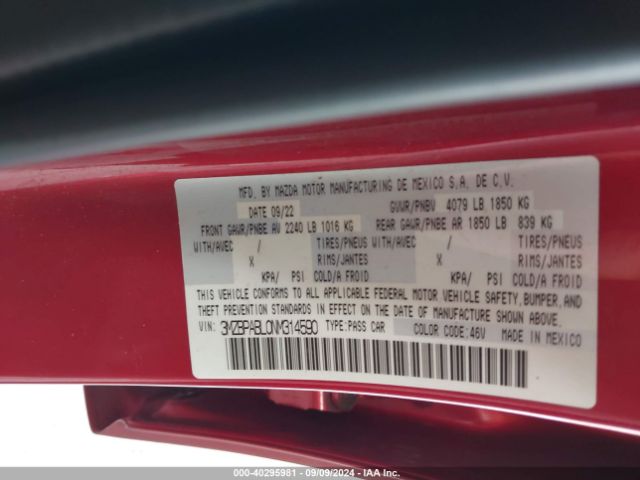 MFD. BY MAZDA MOTOR MANUFACTURING DE MEXICO S.A. DE C.V.
DATE 09/22 GVWR/PNBV 4079 LB 1850 KG
FRONT GAWR/PNBE AV 2240 LB 1016 KG REAR GAWR/PNBE AR 1850 LB 839 KG
WITH/AVEC / TIRES/PNEUS WITH/AVEC / TIRES/PNEUS
X RIMS/JANTES X RIMS/JANTES
KPA/ PSI COLD/A FROID KPA/ PSI COLD/A FROID
THIS VEHICLE CONFORMS TO ALL APPLICABLE FEDERAL MOTOR VEHICLE SAFETY, BUMPER, AND
THEFT PREVENTION STANDARDS IN EFFECT ON THE DATE OF MANUFACTURE SHOWN ABOVE.
VIN: 3MZBPABL0NM314590 TYPE:PASS CAR COLOR CODE:46V MADE IN MEXICO
© - 40295981 - 09/09/2024 - IAA Inc.